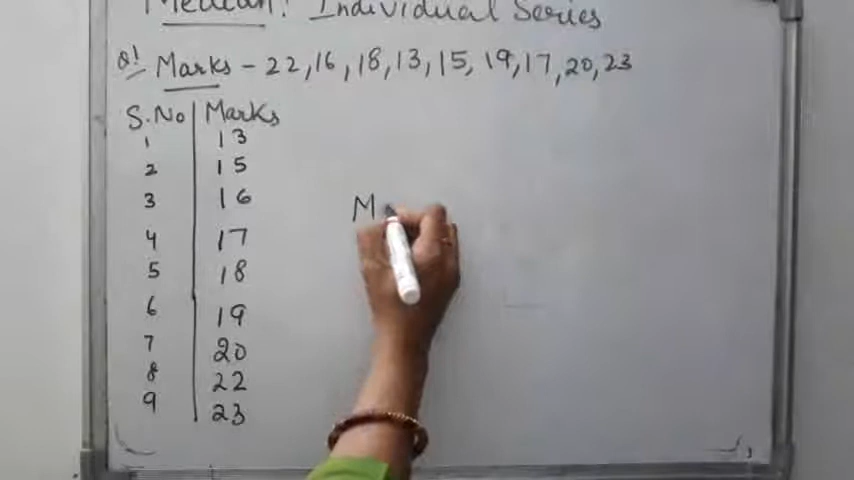 Median: Individual Series
Q! Marks - 22, 16, 18, 13, 15, 19, 17, 20, 23
S.No Marks
1 13
2 15
3 16
4 17
5 18
6 19
7 20
8 22
9 23
M